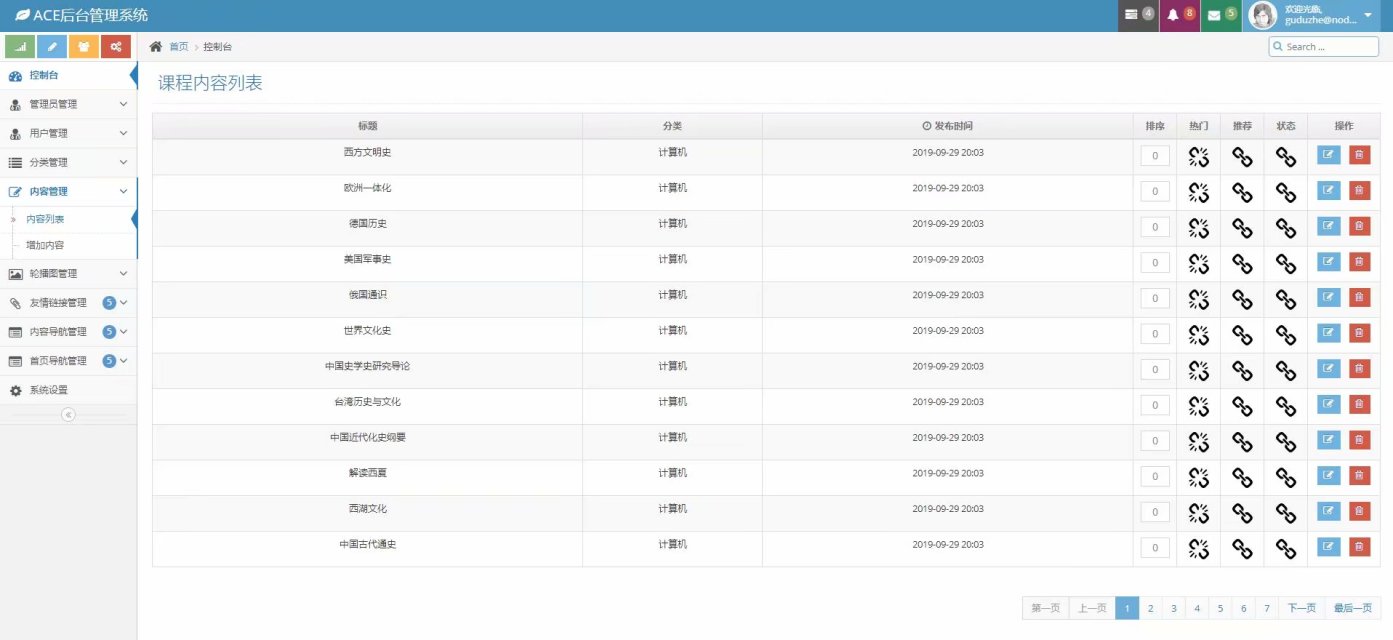 ACE后台管理系统
4
8
5
欢迎光临,
guduzhe@nod...
首页 > 控制台
Search ...
控制台
管理员管理
用户管理
分类管理
内容管理
» 内容列表
增加内容
轮播图管理
友情链接管理 5
内容导航管理 5
首页导航管理 5
系统设置
«
课程内容列表
标题 分类 发布时间 排序 热门 推荐 状态 操作
西方文明史 计算机 2019-09-29 20:03 0
欧洲一体化 计算机 2019-09-29 20:03 0
德国历史 计算机 2019-09-29 20:03 0
美国军事史 计算机 2019-09-29 20:03 0
俄国通识 计算机 2019-09-29 20:03 0
世界文化史 计算机 2019-09-29 20:03 0
中国史学史研究导论 计算机 2019-09-29 20:03 0
台湾历史与文化 计算机 2019-09-29 20:03 0
中国近代化史纲要 计算机 2019-09-29 20:03 0
解读西夏 计算机 2019-09-29 20:03 0
西湖文化 计算机 2019-09-29 20:03 0
中国古代通史 计算机 2019-09-29 20:03 0
第一页 上一页 1 2 3 4 5 6 7 下一页 最后一页